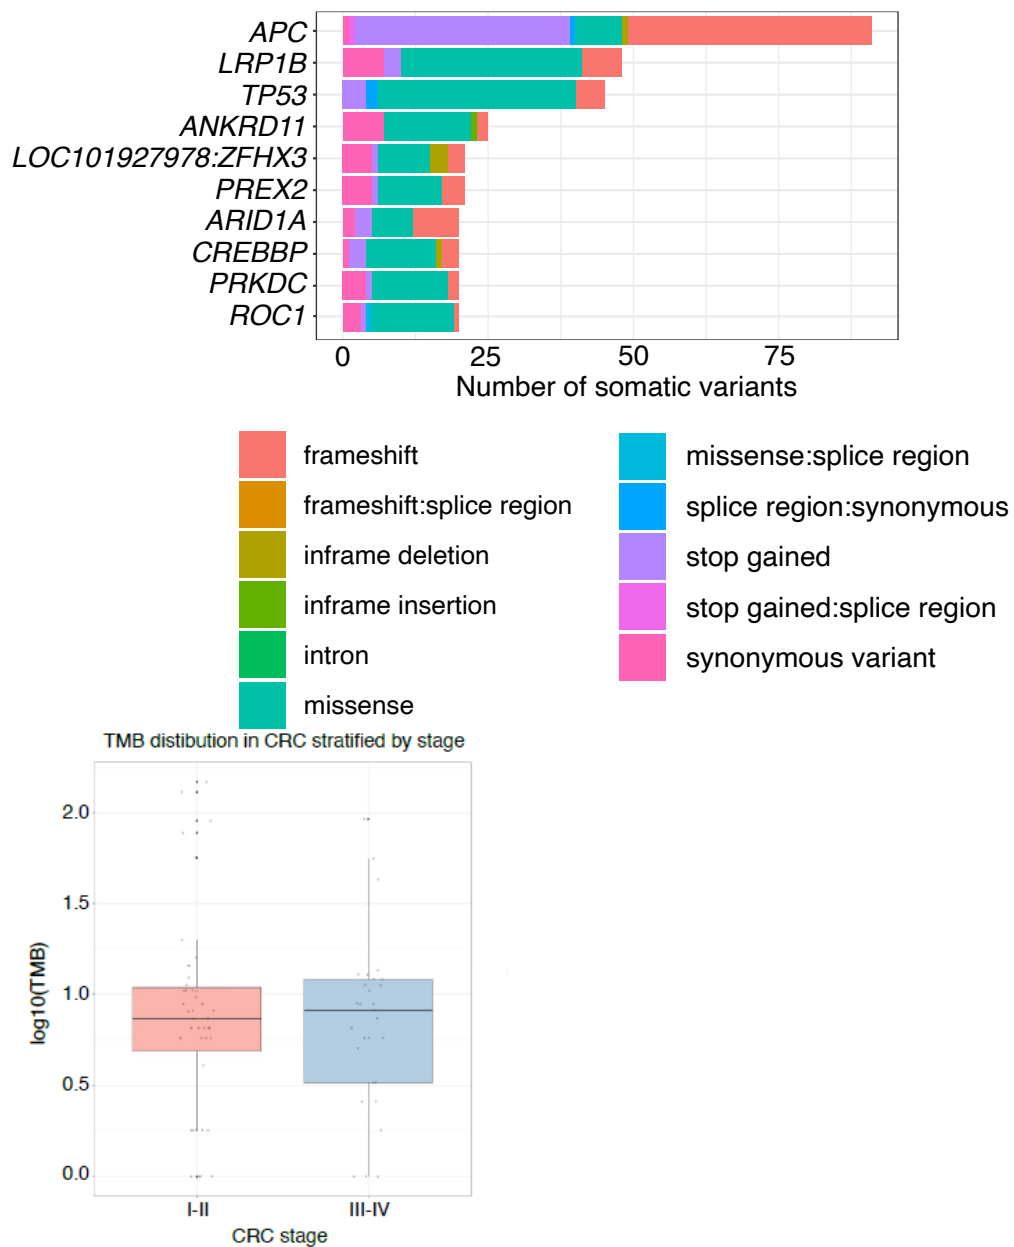 APC
LRP1B
TP53
ANKRD11
LOC101927978:ZFHX3
PREX2
ARID1A
CREBBP
PRKDC
ROC1
0 25 50 75
Number of somatic variants
frameshift
frameshift:splice region
inframe deletion
inframe insertion
intron
missense
missense:splice region
splice region:synonymous
stop gained
stop gained:splice region
synonymous variant
TMB distibution in CRC stratified by stage
log10(TMB)
2.0
1.5
1.0
0.5
0.0
I-II III-IV
CRC stage